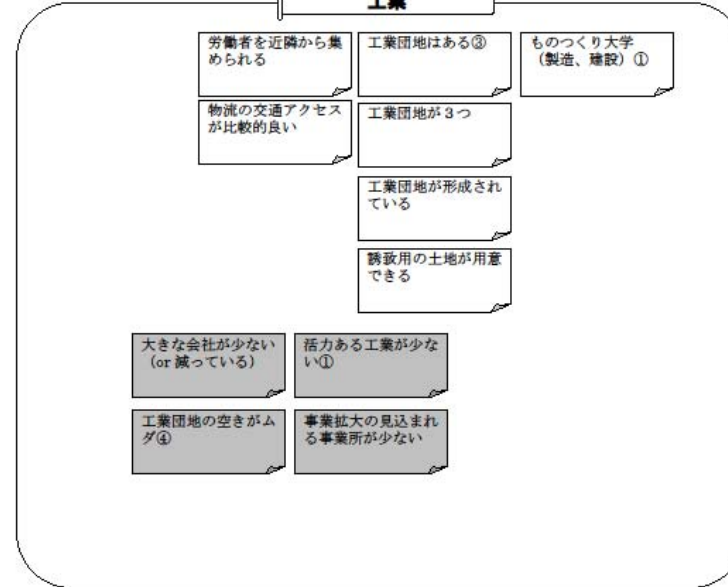 工業
労働者を近隣から集
められる
工業団地はある③
ものつくり大学
（製造、建設）①
物流の交通アクセス
が比較的良い
工業団地が３つ
工業団地が形成され
ている
誘致用の土地が用意
できる
大きな会社が少ない
（or 減っている）
活力ある工業が少な
い①
工業団地の空きがム
ダ④
事業拡大の見込まれ
る事業所が少ない